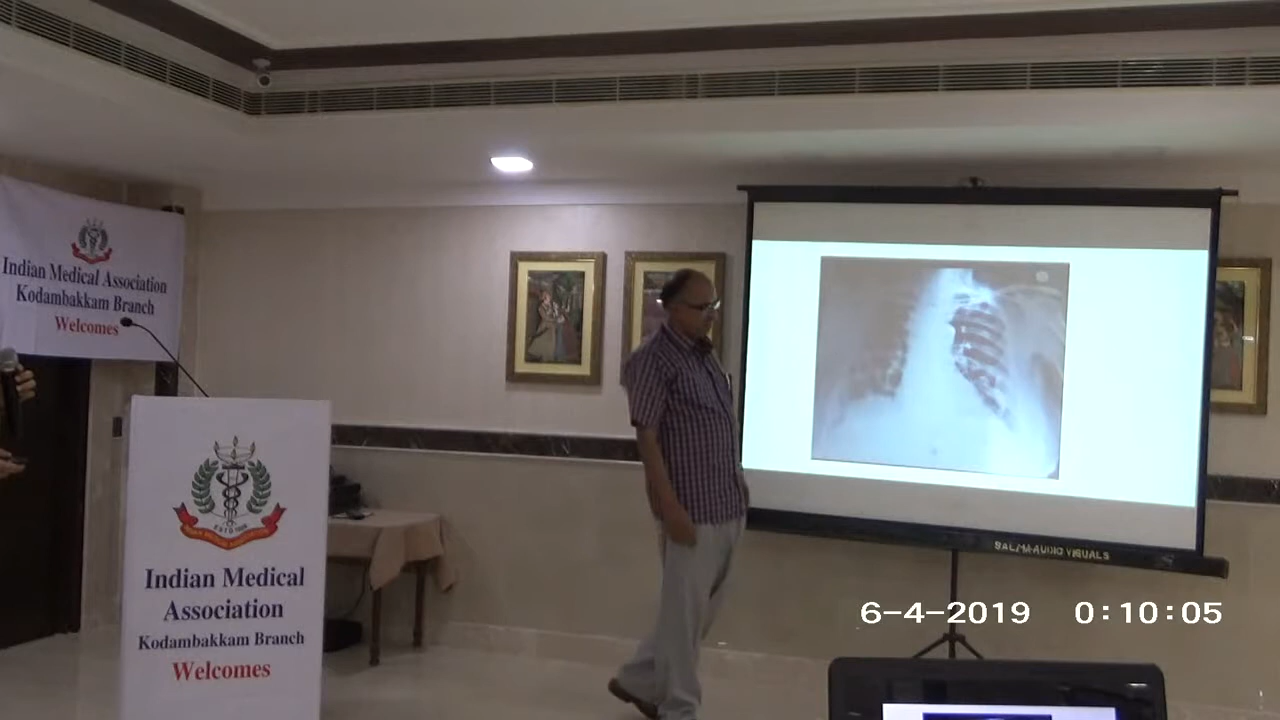 Indian Medical Association
Kodambakkam Branch
Welcomes
Indian Medical
Association
Kodambakkam Branch
Welcomes
SALMA AUDIO VISUALS
6-4-2019 0:10:05